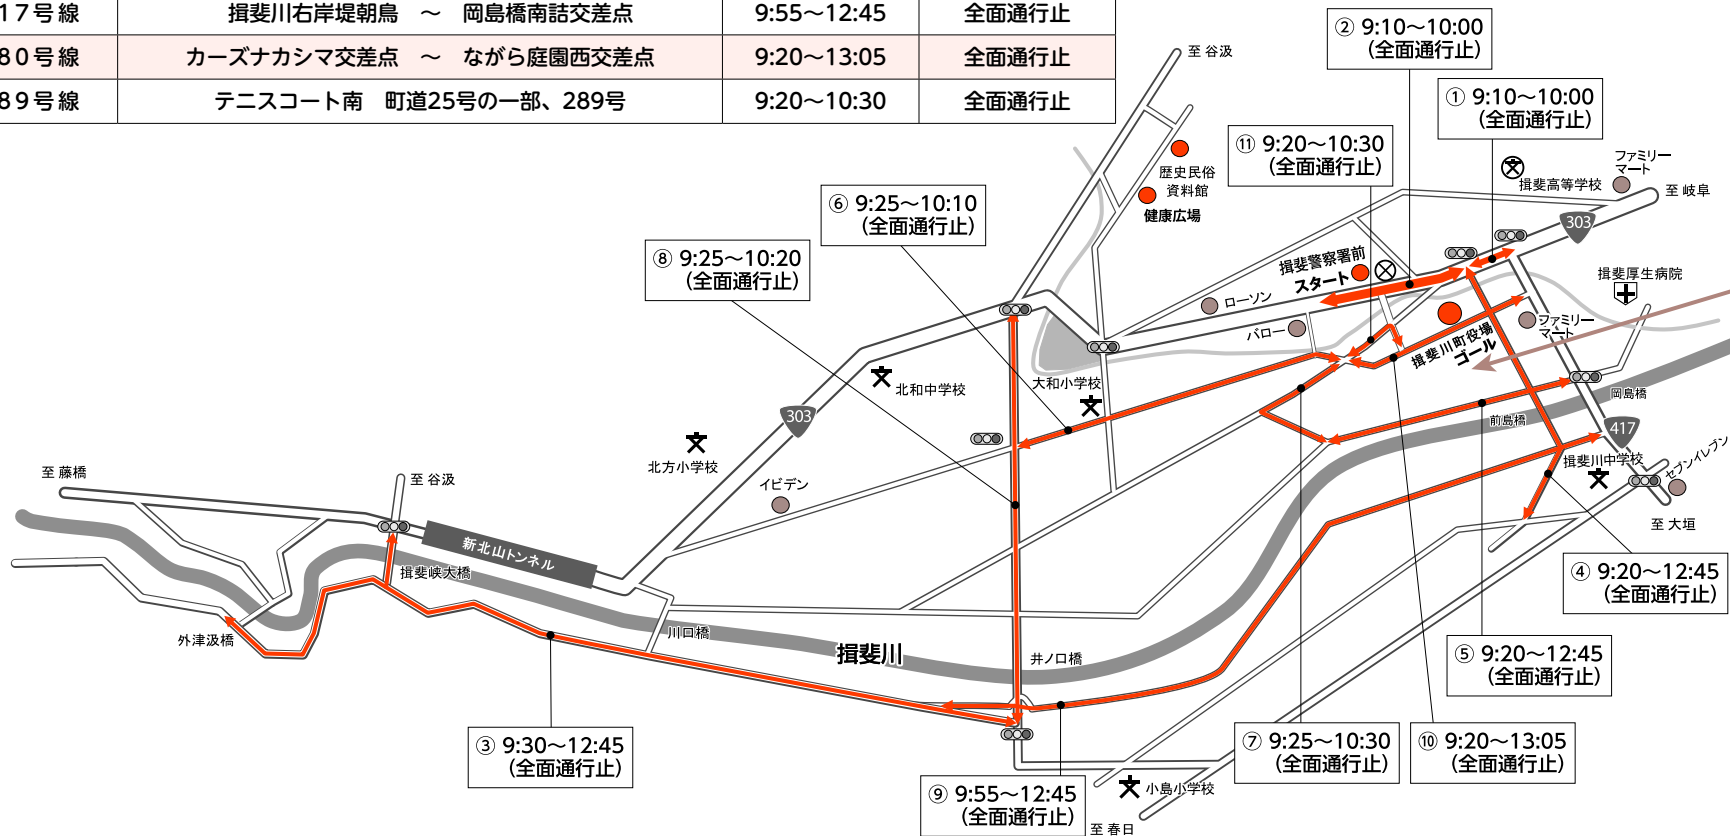 17号線 揖斐川右岸堤朝鳥 ～ 岡島橋南詰交差点 9:55～12:45 全面通行止
80号線 カーズナカシマ交差点 ～ ながら庭園西交差点 9:20～13:05 全面通行止
89号線 テニスコート南 町道25号の一部、289号 9:20～10:30 全面通行止
② 9:10～10:00
（全面通行止）
① 9:10～10:00
（全面通行止）
⑪ 9:20～10:30
（全面通行止）
⑥ 9:25～10:10
（全面通行止）
⑧ 9:25～10:20
（全面通行止）
至 谷汲
歴史民俗
資料館
健康広場
揖斐高等学校
ファミリー
マート
至 岐阜
303
揖斐警察署前
スタート
ローソン
バロー
揖斐厚生病院
ファミリー
マート
揖斐川町役場
ゴール
大和小学校
北和中学校
303
北方小学校
イビデン
岡島橋
前島橋
417
揖斐川中学校
セブンイレブン
至 大垣
至 藤橋
至 谷汲
新北山トンネル
揖斐峡大橋
外津汲橋
川口橋
揖斐川
井ノ口橋
④ 9:20～12:45
（全面通行止）
⑤ 9:20～12:45
（全面通行止）
③ 9:30～12:45
（全面通行止）
⑦ 9:25～10:30
（全面通行止）
⑩ 9:20～13:05
（全面通行止）
⑨ 9:55～12:45
（全面通行止）
小島小学校
至 春日